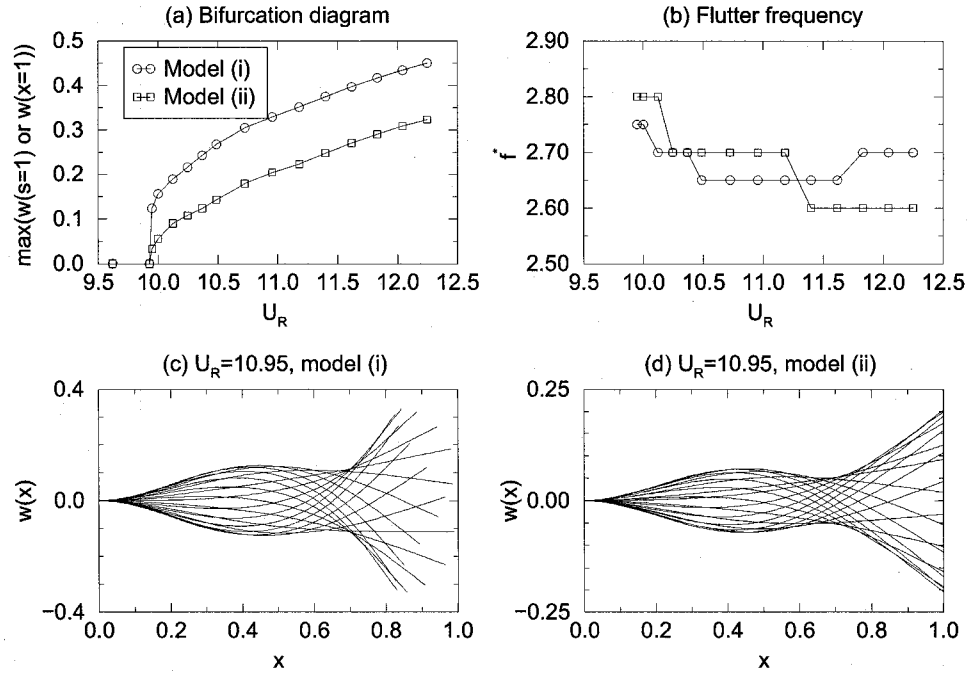 (a) Bifurcation diagram
(b) Flutter frequency
max(w(s=1) or w(x=1))
0.5
0.4
0.3
0.2
0.1
0.0
Model (i)
Model (ii)
9.5 10.0 10.5 11.0 11.5 12.0 12.5
U_R
f*
2.90
2.80
2.70
2.60
2.50
9.5 10.0 10.5 11.0 11.5 12.0 12.5
U_R
(c) U_R=10.95, model (i)
(d) U_R=10.95, model (ii)
w(x)
0.4
0.0
−0.4
0.0 0.2 0.4 0.6 0.8 1.0
x
w(x)
0.25
0.00
−0.25
0.0 0.2 0.4 0.6 0.8 1.0
x